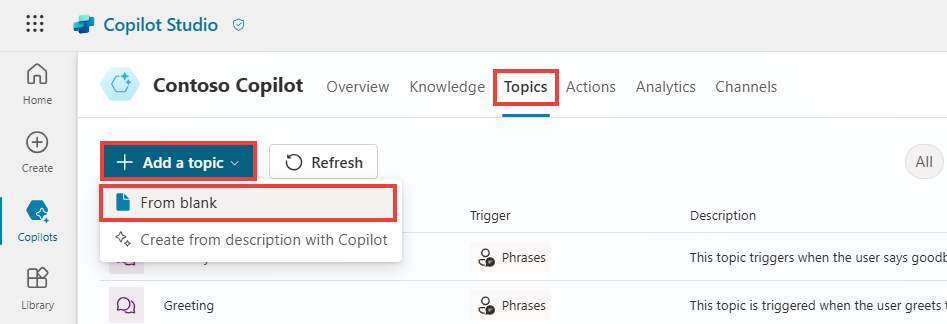 Copilot Studio
Home
Create
Copilots
Library
Contoso Copilot
Overview Knowledge Topics Actions Analytics Channels
Add a topic Refresh All
From blank
Create from description with Copilot
Trigger Description
Phrases This topic triggers when the user says goodb
Greeting Phrases This topic is triggered when the user greets t